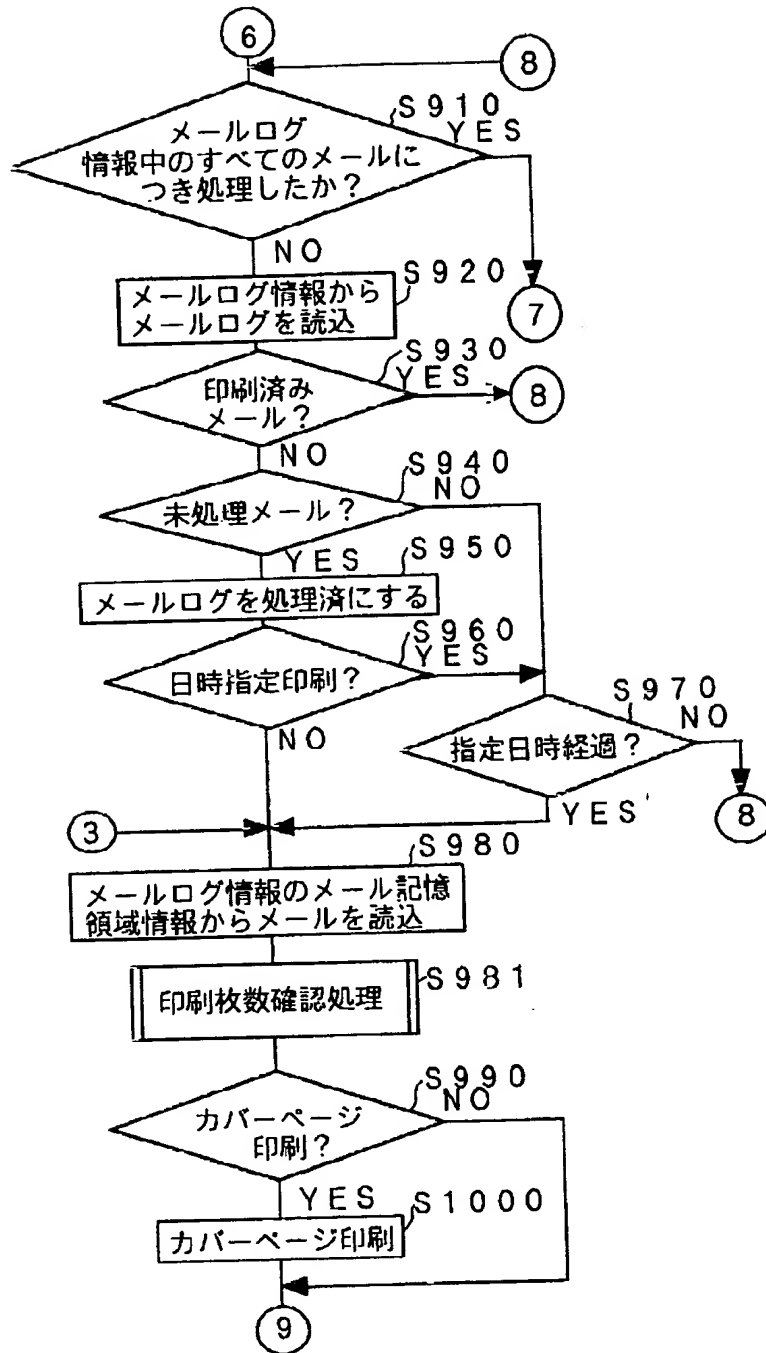 6
8
S910
YES
メールログ
情報中のすべてのメールに
つき処理したか？
NO
S920
メールログ情報から
メールログを読込
7
S930
YES
印刷済み
メール？
8
NO
S940
NO
未処理メール？
YES
S950
メールログを処理済にする
S960
YES
日時指定印刷？
NO
S970
NO
指定日時経過？
YES
8
3
S980
メールログ情報のメール記憶
領域情報からメールを読込
S981
印刷枚数確認処理
S990
NO
カバーページ
印刷？
YES
S1000
カバーページ印刷
9